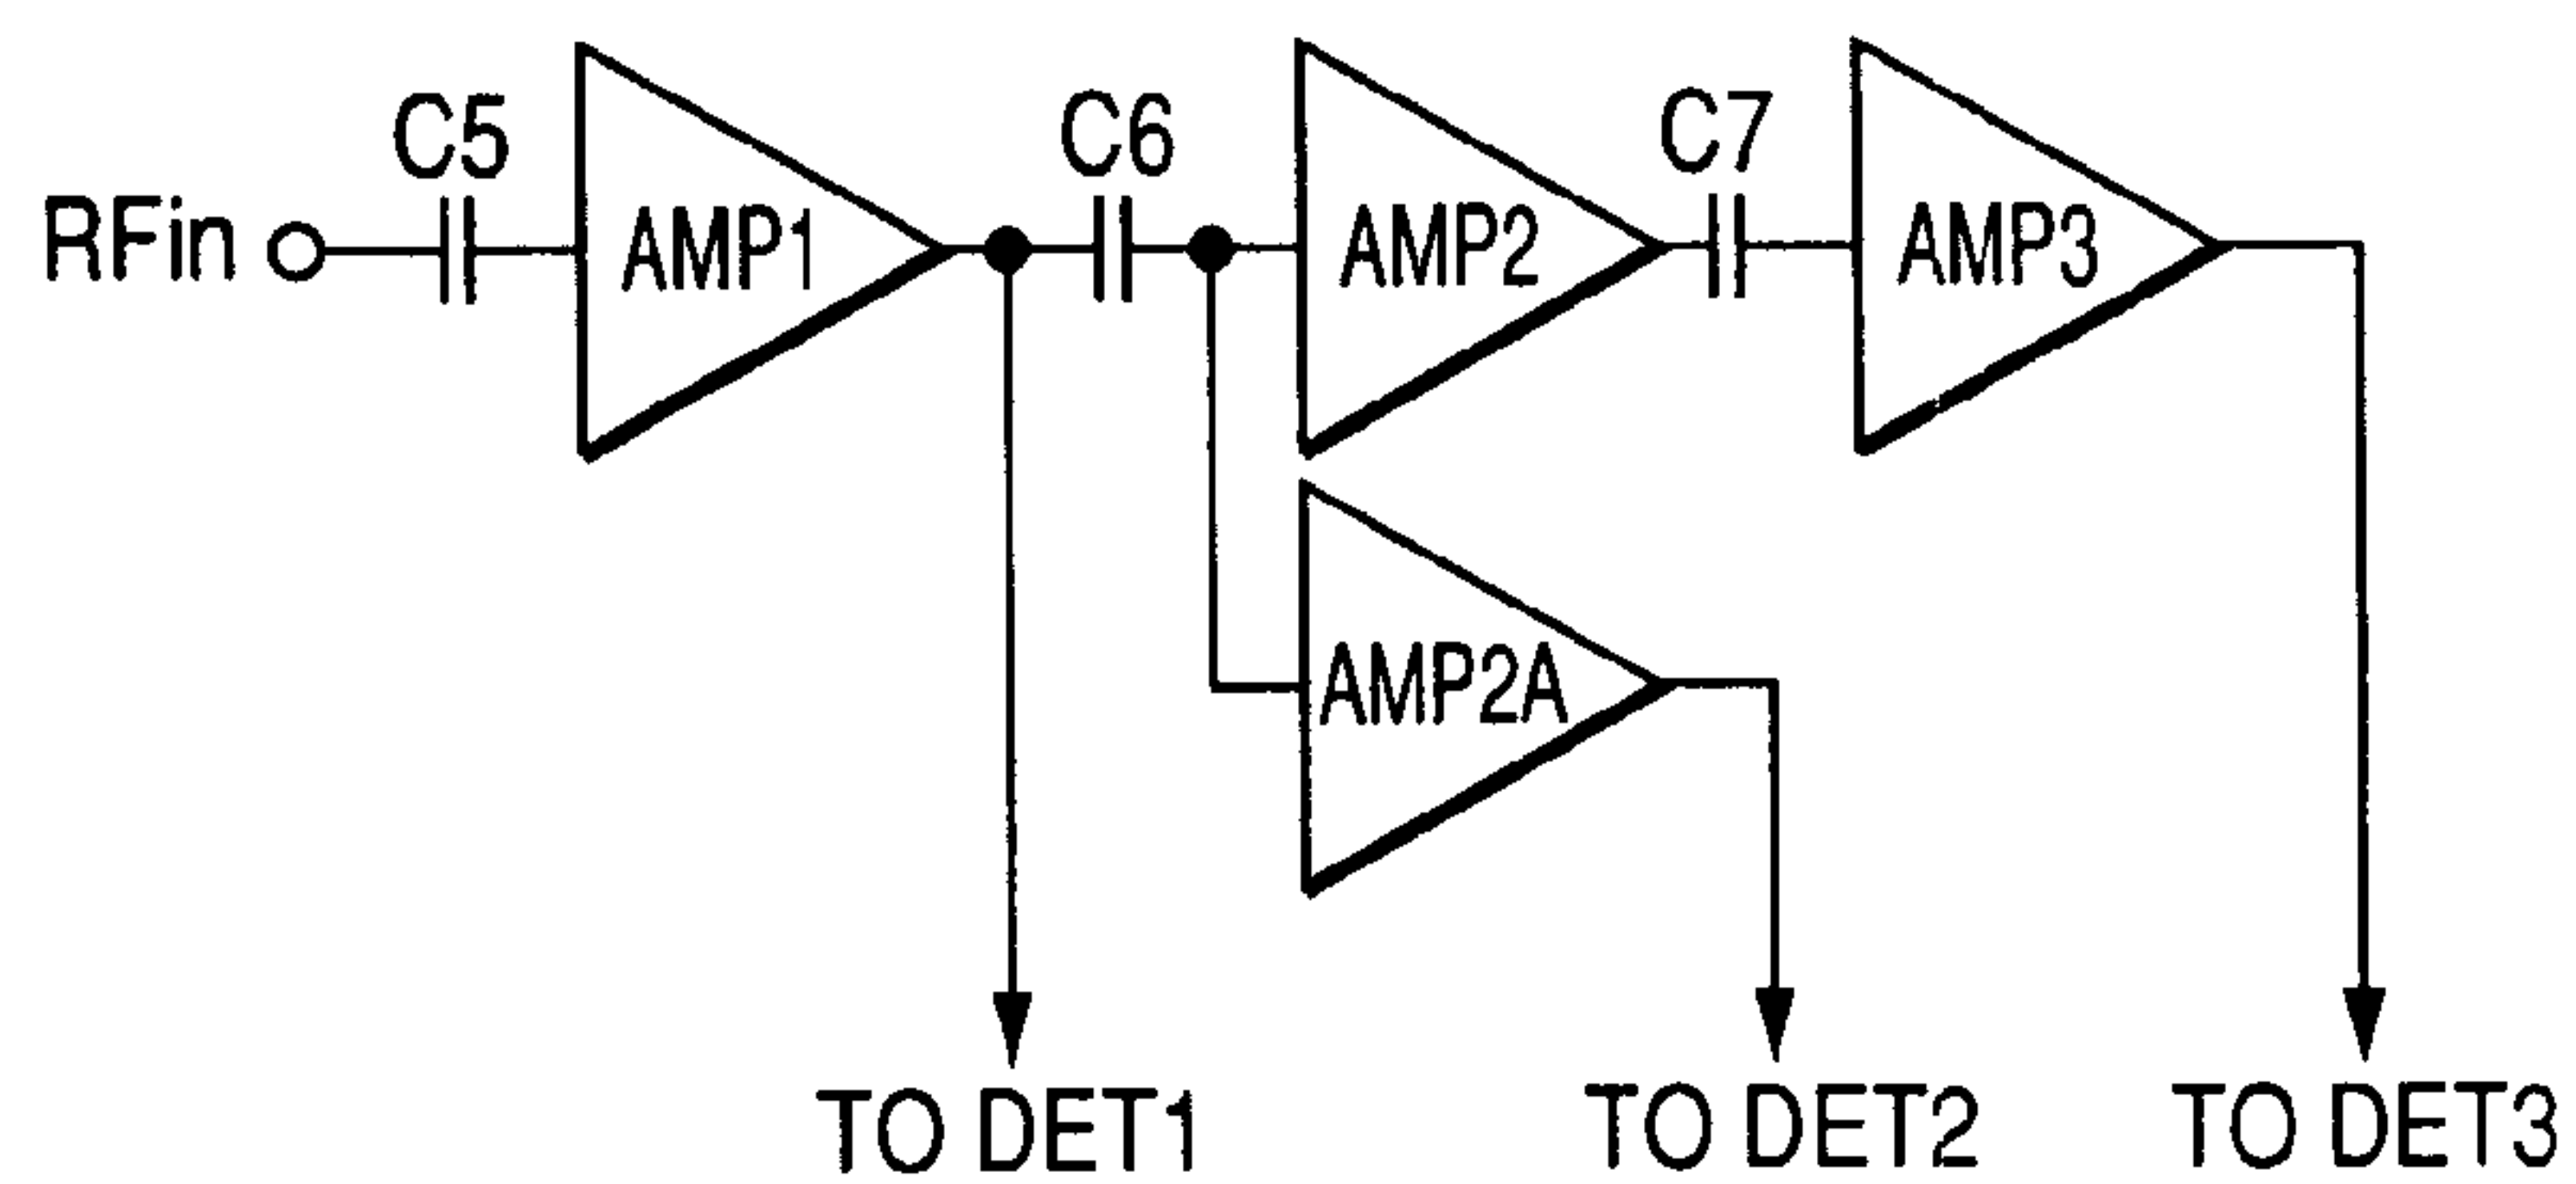 C5
C6
C7
RFin
AMP1
AMP2
AMP3
AMP2A
TO DET1
TO DET2
TO DET3